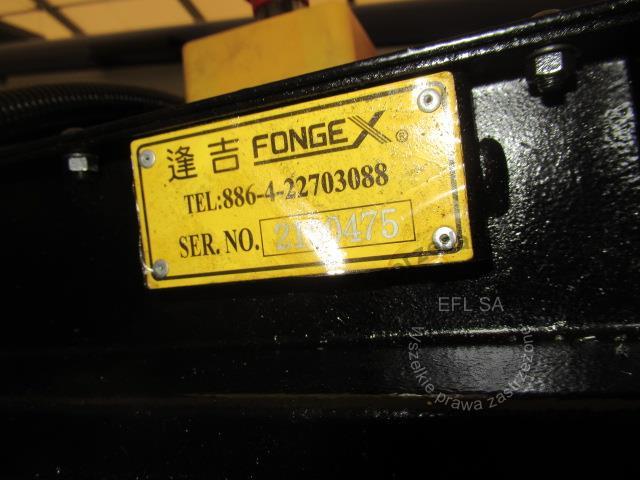 逢吉 FONGEX®
TEL:886-4-22703088
SER. NO.
EFL SA
Wszelkie prawa zastrzeżone